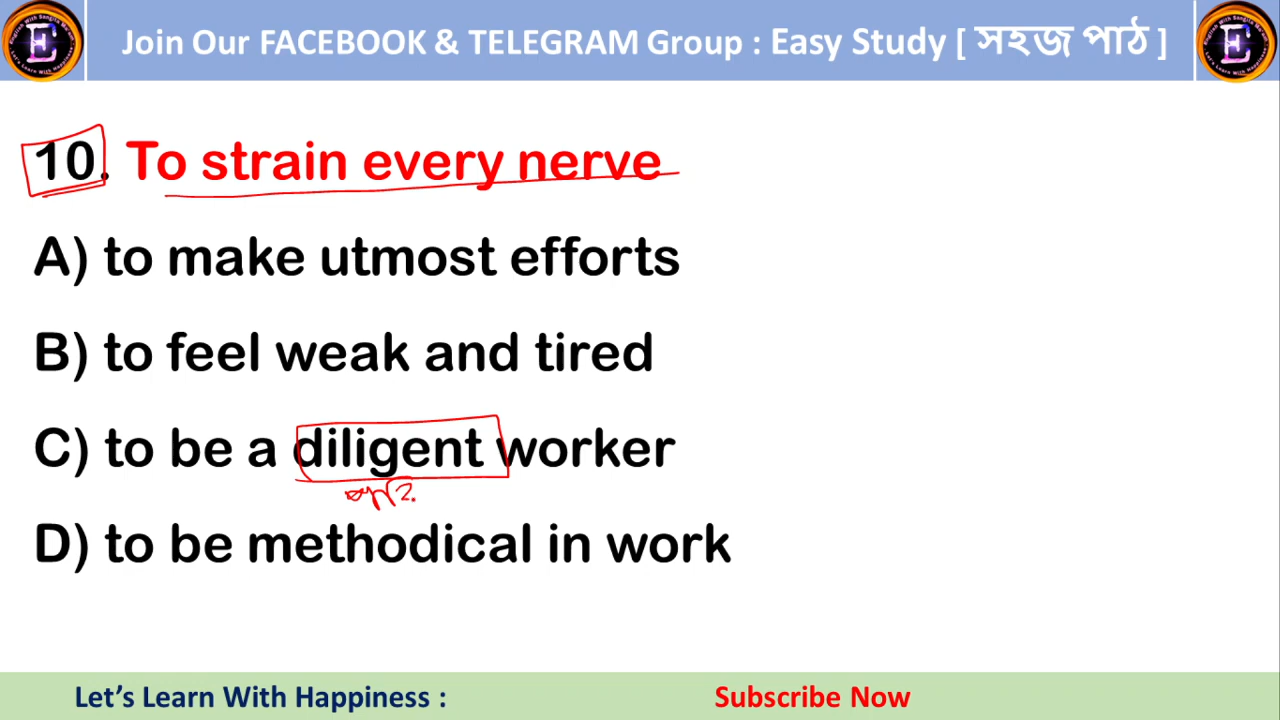 Join Our FACEBOOK & TELEGRAM Group : Easy Study [ সহজ পাঠ ]
10. To strain every nerve
A) to make utmost efforts
B) to feel weak and tired
C) to be a diligent worker
D) to be methodical in work
Let's Learn With Happiness :
Subscribe Now